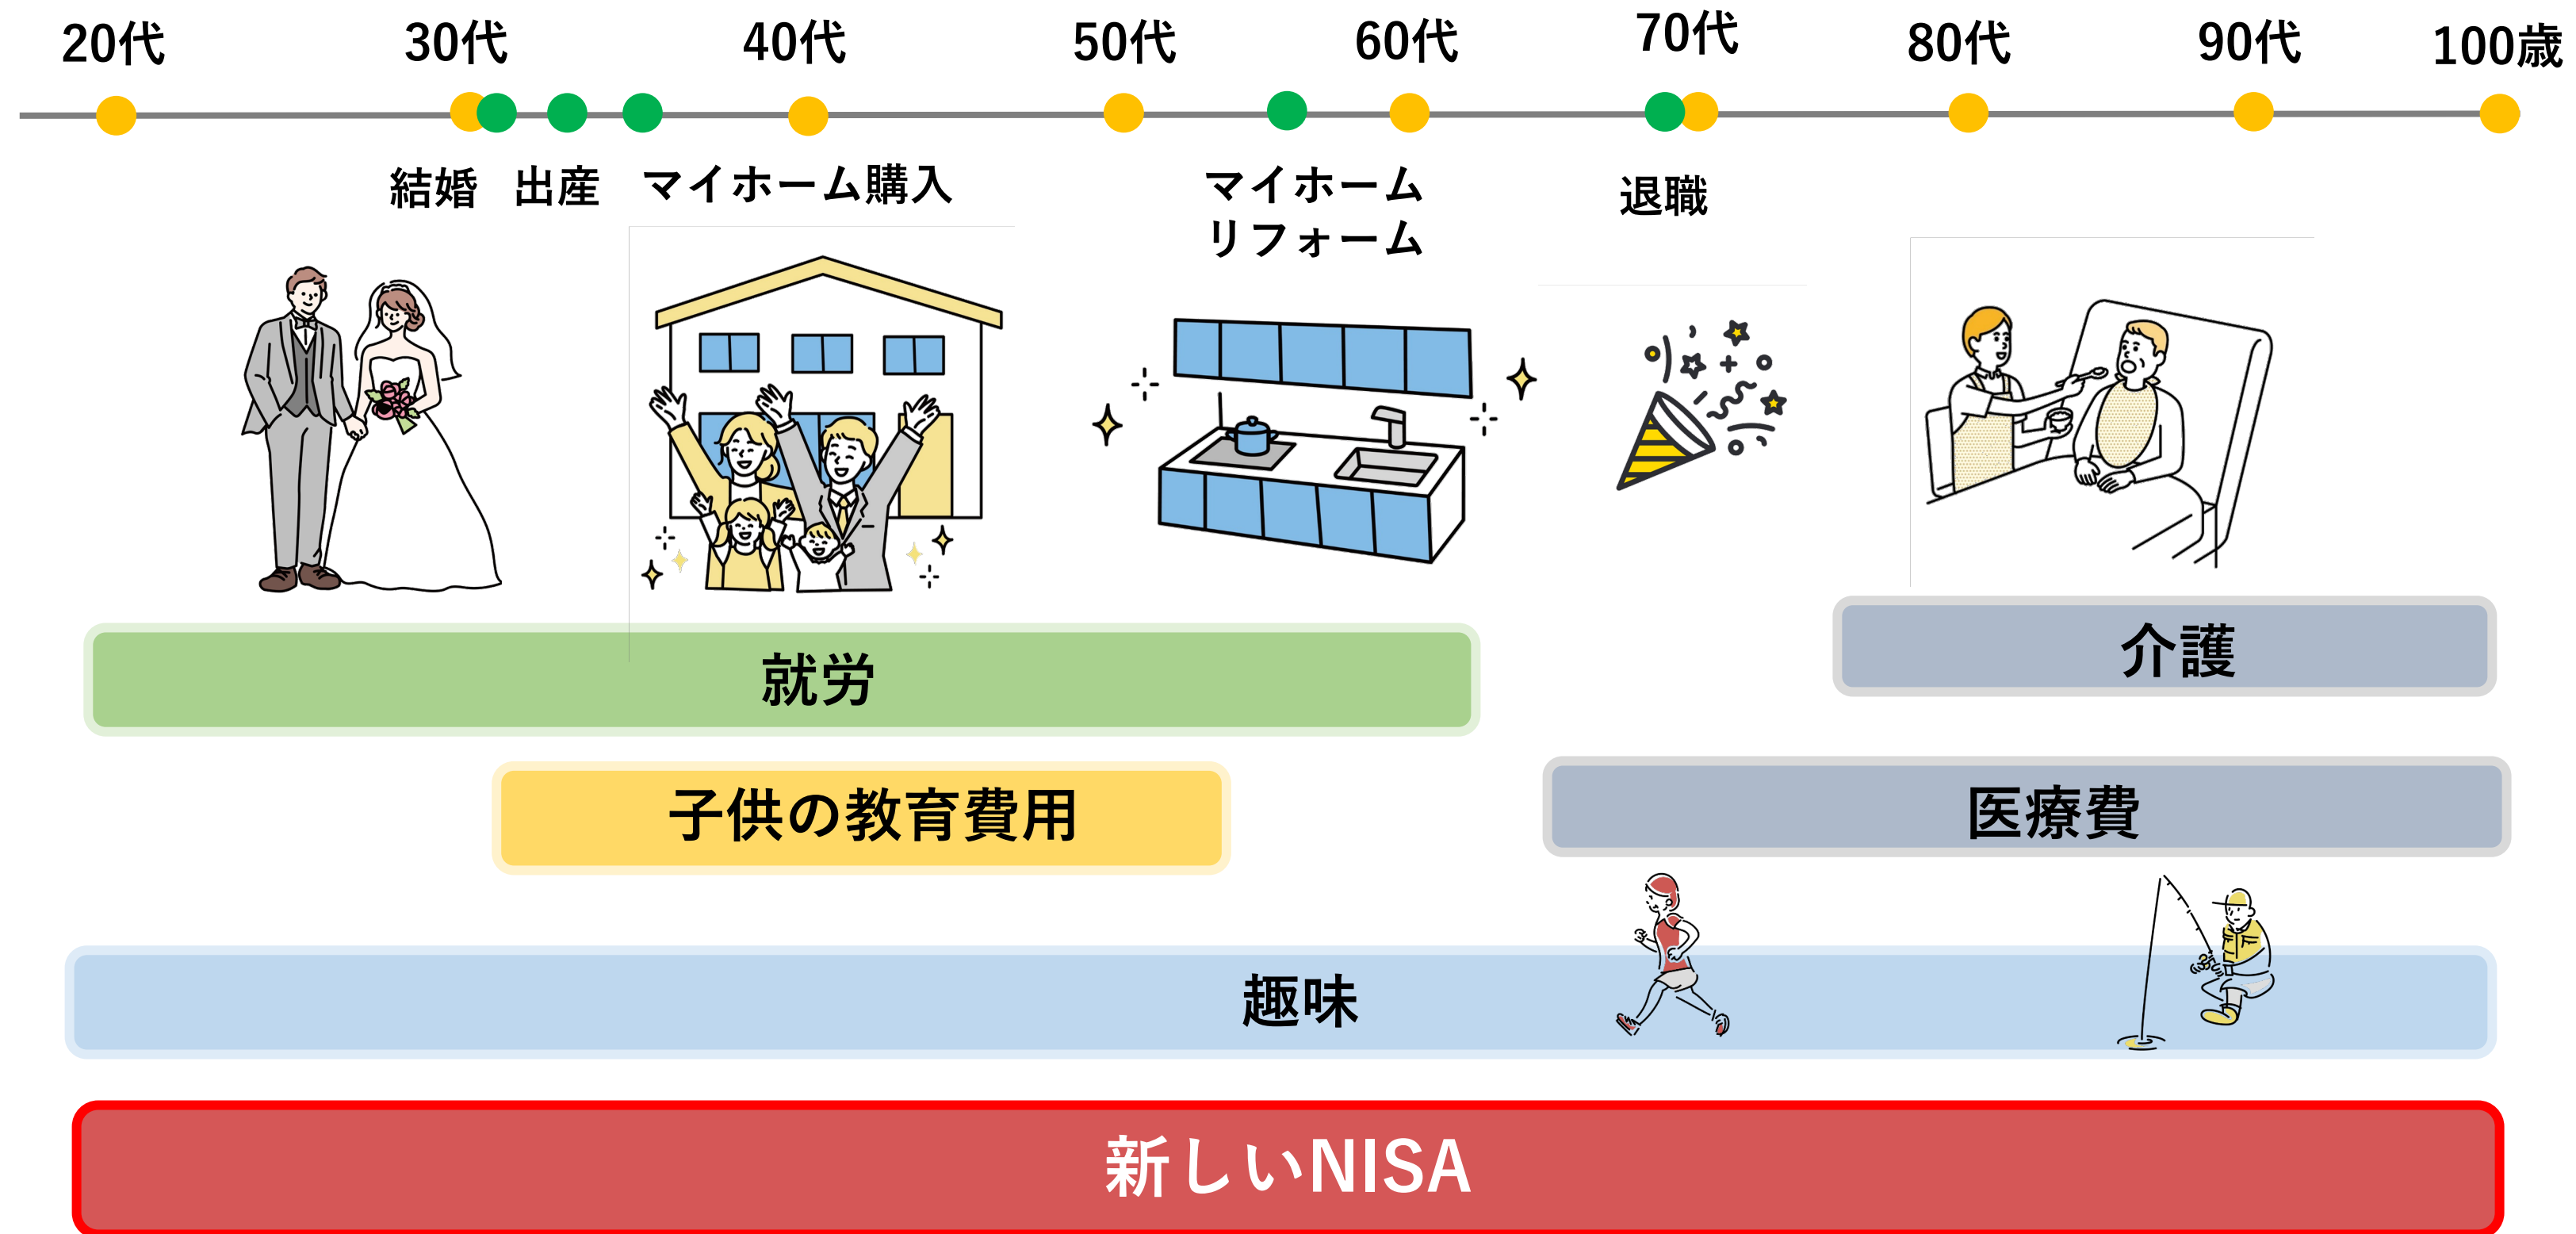 20代
30代
40代
50代
60代
70代
80代
90代
100歳
結婚
出産
マイホーム購入
マイホーム
リフォーム
退職
就労
介護
子供の教育費用
医療費
趣味
新しいNISA